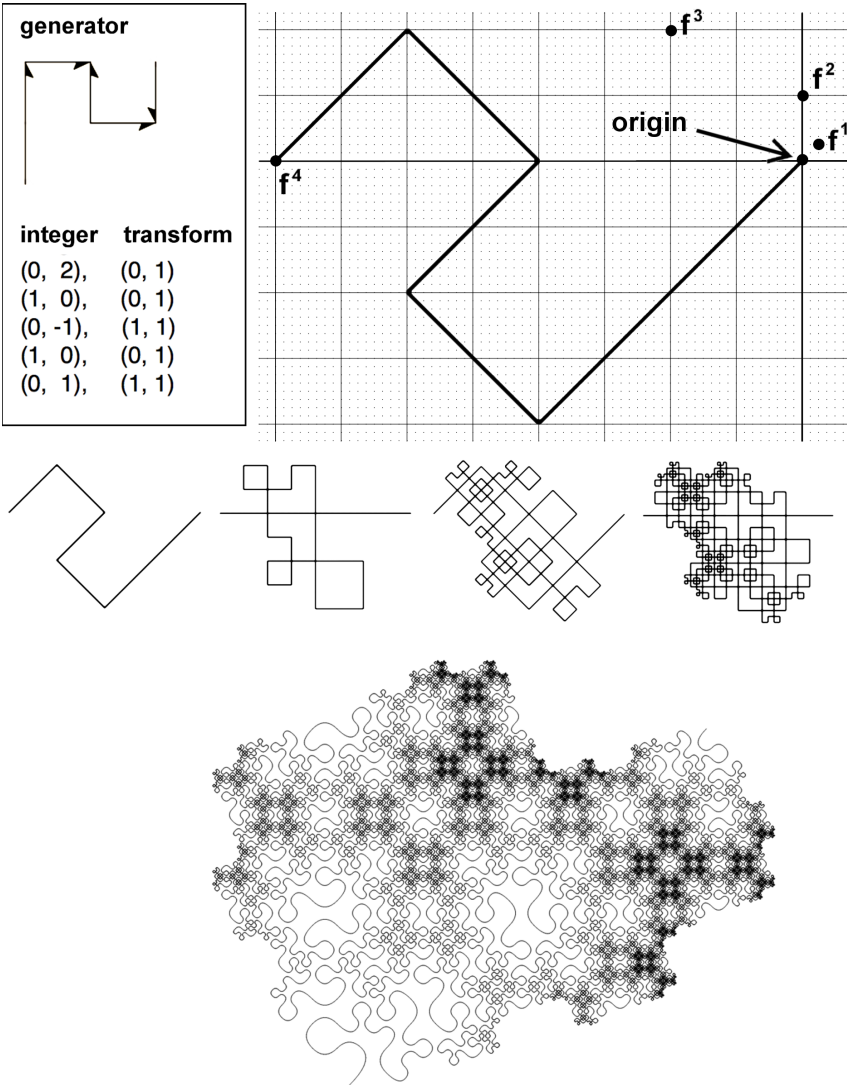 generator
integer transform
(0, 2), (0, 1)
(1, 0), (0, 1)
(0, -1), (1, 1)
(1, 0), (0, 1)
(0, 1), (1, 1)
f³
f²
origin
f¹
f⁴